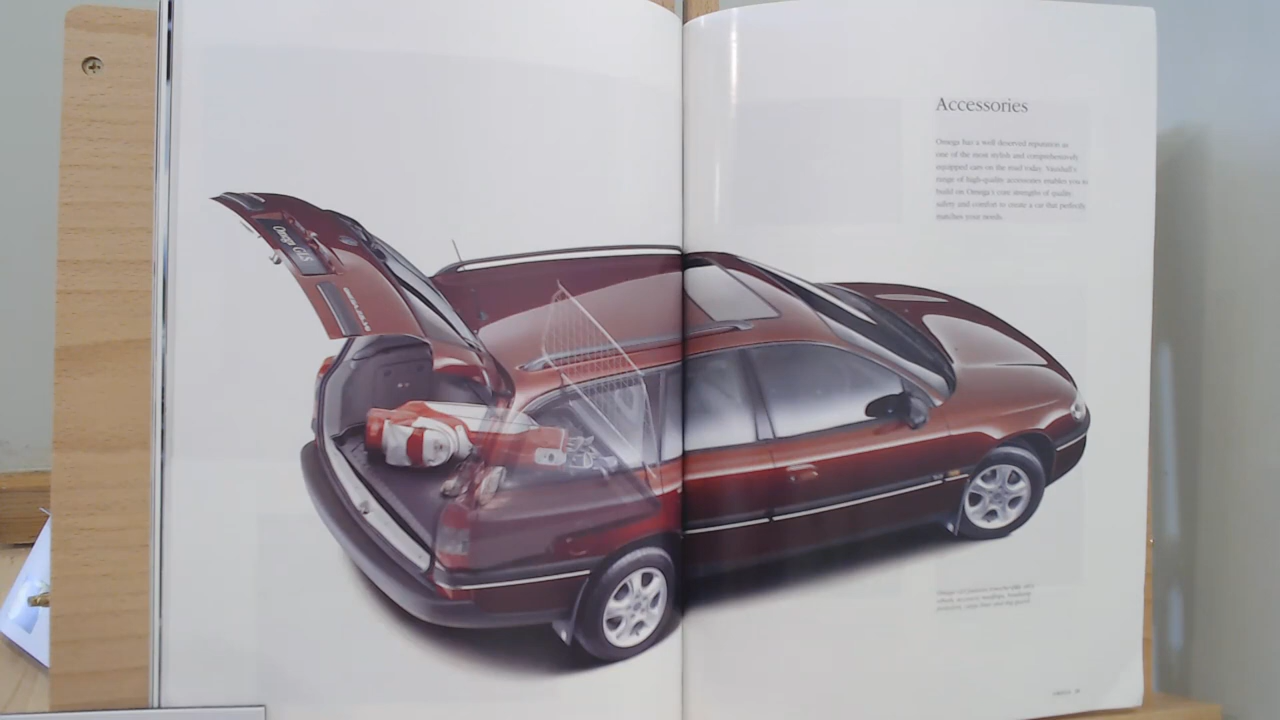 Accessories
Omega has a well deserved reputation as
one of the most stylish and comprehensively
equipped cars on the road today. Vauxhall's
range of high-quality accessories enables you to
build on Omega's core strengths of quality,
safety and comfort to create a car that perfectly
matches your needs.
Omega GLS